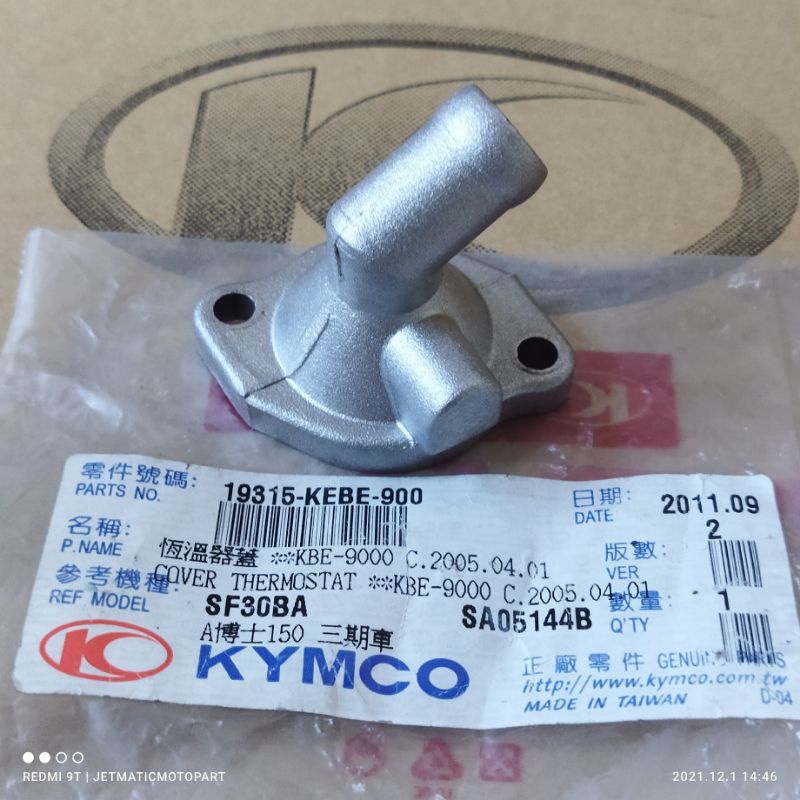 零件號碼: 19315-KEBE-900 日期: 2011.09
PARTS NO. DATE
名稱: 恆溫器蓋 **KBE-9000 C.2005.04.01 版數: 2
P.NAME COVER THERMOSTAT **KBE-9000 C.2005.04.01 VER
參考機種: SF30BA SA05144B 數量: 1
REF MODEL Q'TY
A博士150 三期車
KYMCO
正廠零件 GENUINE PARTS
http://www.kymco.com.tw
MADE IN TAIWAN D-04
REDMI 9T | JETMATICMOTOPART
2021.12.1 14:46